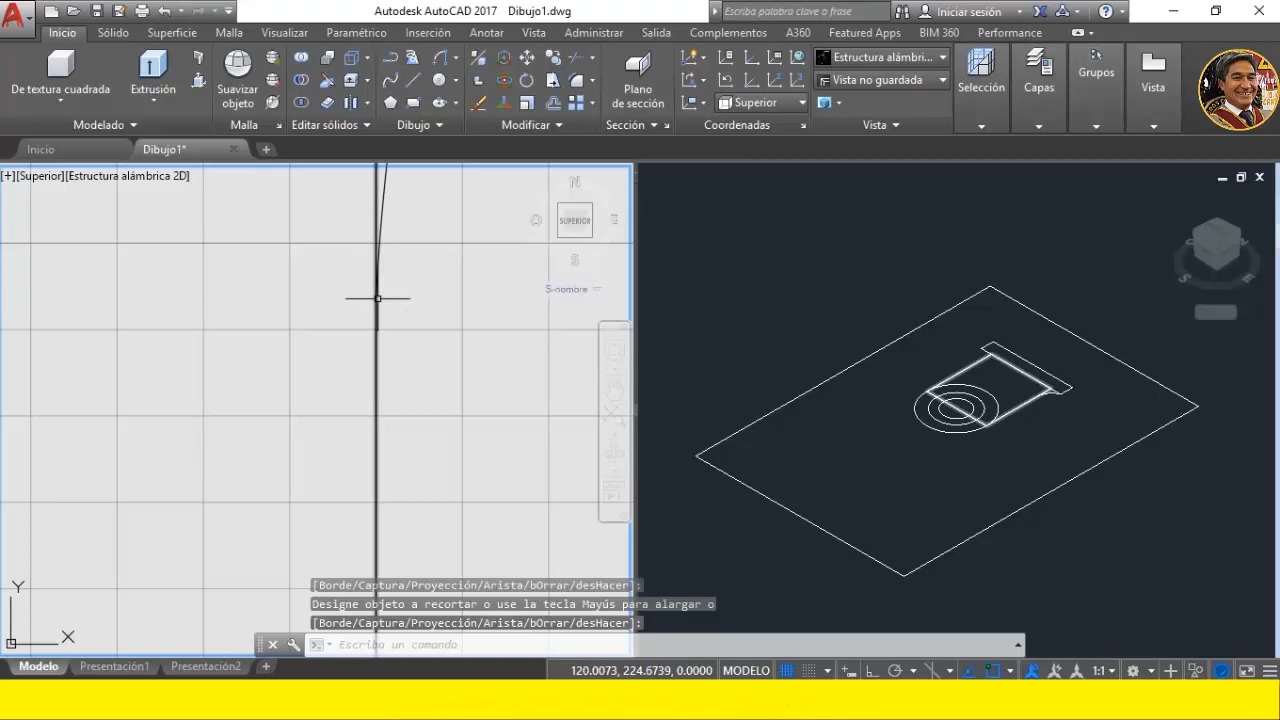 Autodesk AutoCAD 2017 Dibujo1.dwg
Escriba palabra clave o frase
Iniciar sesión
Inicio Sólido Superficie Malla Visualizar Paramétrico Inserción Anotar Vista Administrar Salida Complementos A360 Featured Apps BIM 360 Performance
De textura cuadrada
Extrusión
Suavizar
objeto
Plano
de sección
Estructura alámbri...
Vista no guardada
Superior
Selección
Capas
Grupos
Vista
Modelado
Malla
Editar sólidos
Dibujo
Modificar
Sección
Coordenadas
Vista
Inicio
Dibujo1*
[+][Superior][Estructura alámbrica 2D]
N
SUPERIOR
O
E
S
S-nombre
S
E
Y
X
[Borde/Captura/Proyección/Arista/bOrrar/desHacer]:
Designe objeto a recortar o use la tecla Mayús para alargar o
[Borde/Captura/Proyección/Arista/bOrrar/desHacer]:
Escriba un comando
Modelo Presentación1 Presentación2
120.0073, 224.6739, 0.0000 MODELO
1:1